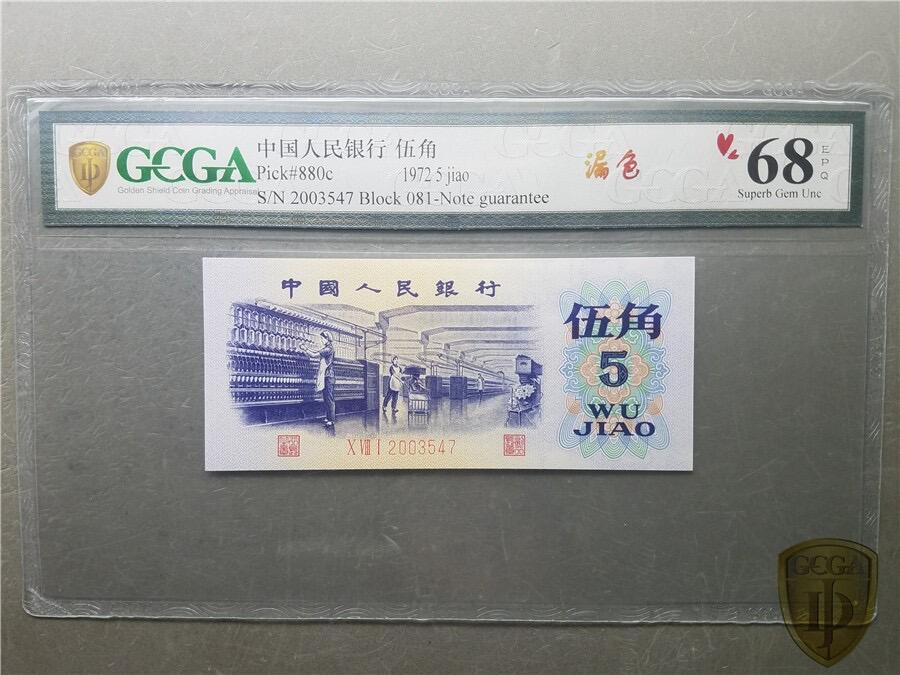 GCGA
Golden Shield Coin Grading Appraisal
中国人民银行 伍角
Pick#880c 1972 5 jiao
S/N 2003547 Block 081-Note guarantee
漏色
68
EPQ
Superb Gem Unc
中國人民銀行
伍角
5
WU
JIAO
X VIII I 2003547
GCGA